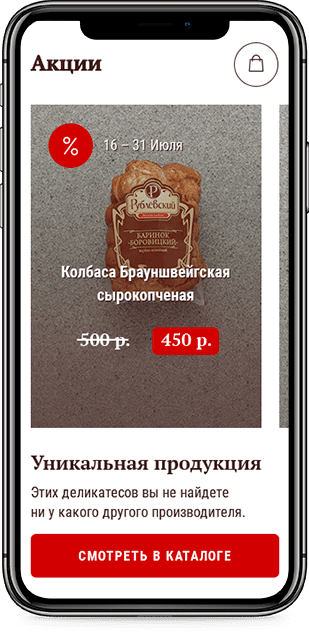 Акции
16 – 31 Июля
Рублёвский
БАРИНОК
БОРОВИЦКИЙ
Колбаса Брауншвейгская
сырокопченая
500 р.
450 р.
Уникальная продукция
Этих деликатесов вы не найдете
ни у какого другого производителя.
СМОТРЕТЬ В КАТАЛОГЕ